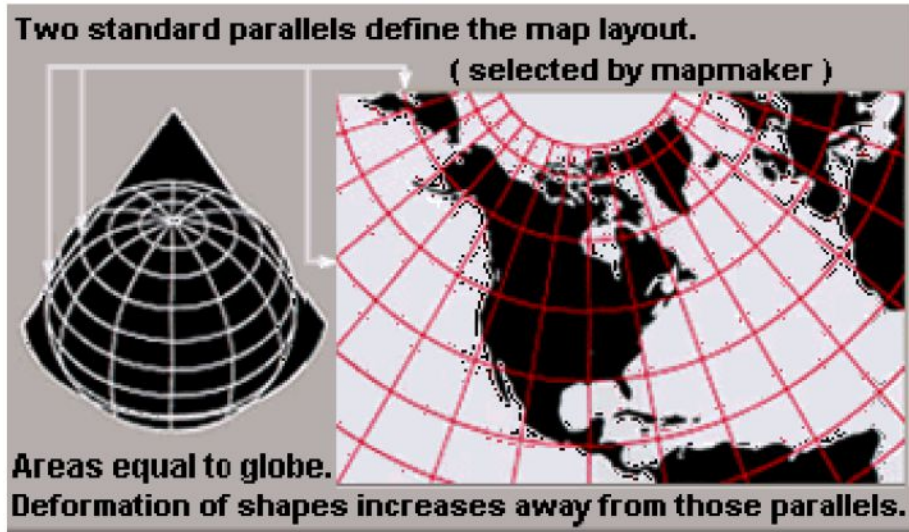 Two standard parallels define the map layout.
( selected by mapmaker )
Areas equal to globe.
Deformation of shapes increases away from those parallels.